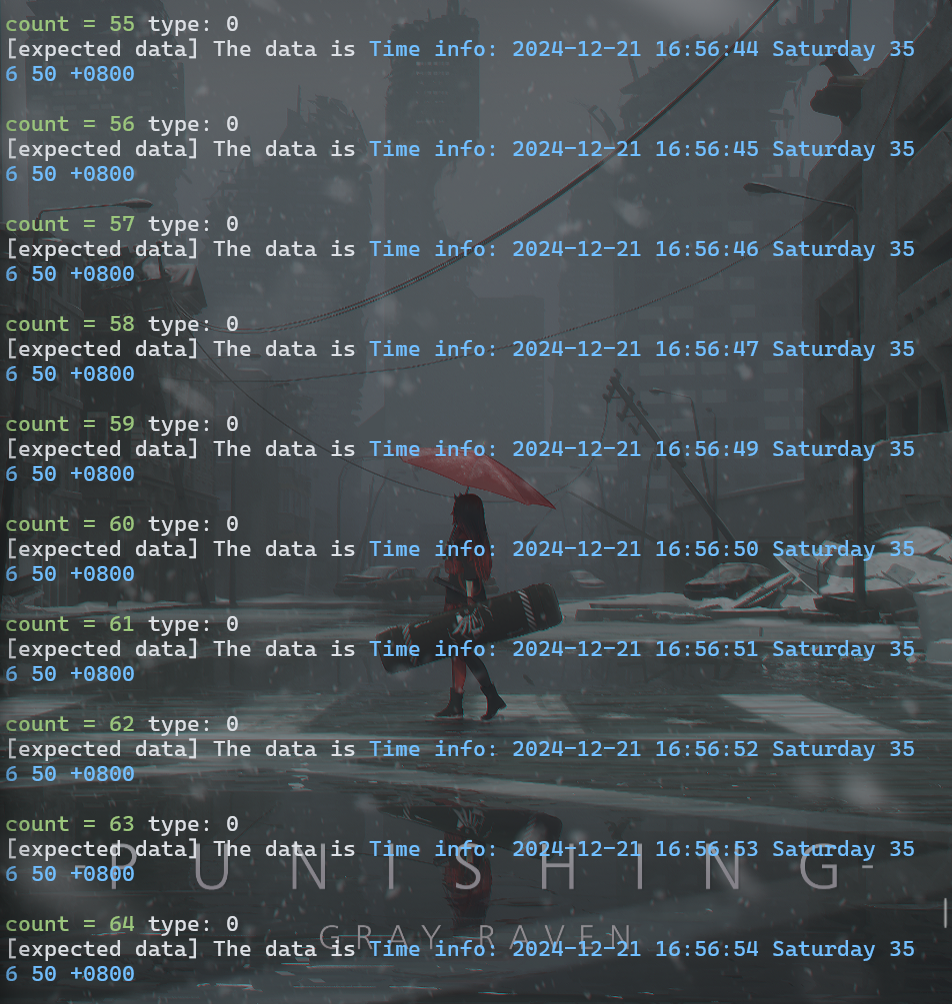 count = 55 type: 0
[expected data] The data is Time info: 2024-12-21 16:56:44 Saturday 35
6 50 +0800
count = 56 type: 0
[expected data] The data is Time info: 2024-12-21 16:56:45 Saturday 35
6 50 +0800
count = 57 type: 0
[expected data] The data is Time info: 2024-12-21 16:56:46 Saturday 35
6 50 +0800
count = 58 type: 0
[expected data] The data is Time info: 2024-12-21 16:56:47 Saturday 35
6 50 +0800
count = 59 type: 0
[expected data] The data is Time info: 2024-12-21 16:56:49 Saturday 35
6 50 +0800
count = 60 type: 0
[expected data] The data is Time info: 2024-12-21 16:56:50 Saturday 35
6 50 +0800
count = 61 type: 0
[expected data] The data is Time info: 2024-12-21 16:56:51 Saturday 35
6 50 +0800
count = 62 type: 0
[expected data] The data is Time info: 2024-12-21 16:56:52 Saturday 35
6 50 +0800
count = 63 type: 0
[expected data] The data is Time info: 2024-12-21 16:56:53 Saturday 35
-PUNISHING-
6 50 +0800
count = 64 type: 0
GRAY RAVEN
[expected data] The data is Time info: 2024-12-21 16:56:54 Saturday 35
6 50 +0800